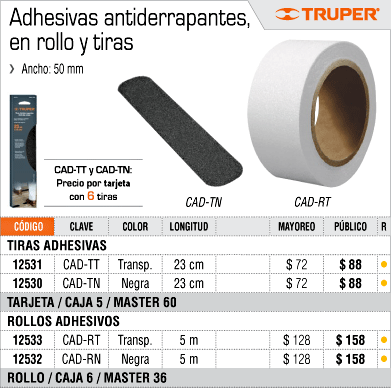 Adhesivas antiderrapantes,
en rollo y tiras
TRUPER®
› Ancho: 50 mm
TRUPER
CAD-TT y CAD-TN:
Precio por tarjeta
con 6 tiras
CAD-TN
CAD-RT
CÓDIGO CLAVE COLOR LONGITUD MAYOREO PÚBLICO R
TIRAS ADHESIVAS
12531 CAD-TT Transp. 23 cm $ 72 $ 88
12530 CAD-TN Negra 23 cm $ 72 $ 88
TARJETA / CAJA 5 / MASTER 60
ROLLOS ADHESIVOS
12533 CAD-RT Transp. 5 m $ 128 $ 158
12532 CAD-RN Negra 5 m $ 128 $ 158
ROLLO / CAJA 6 / MASTER 36